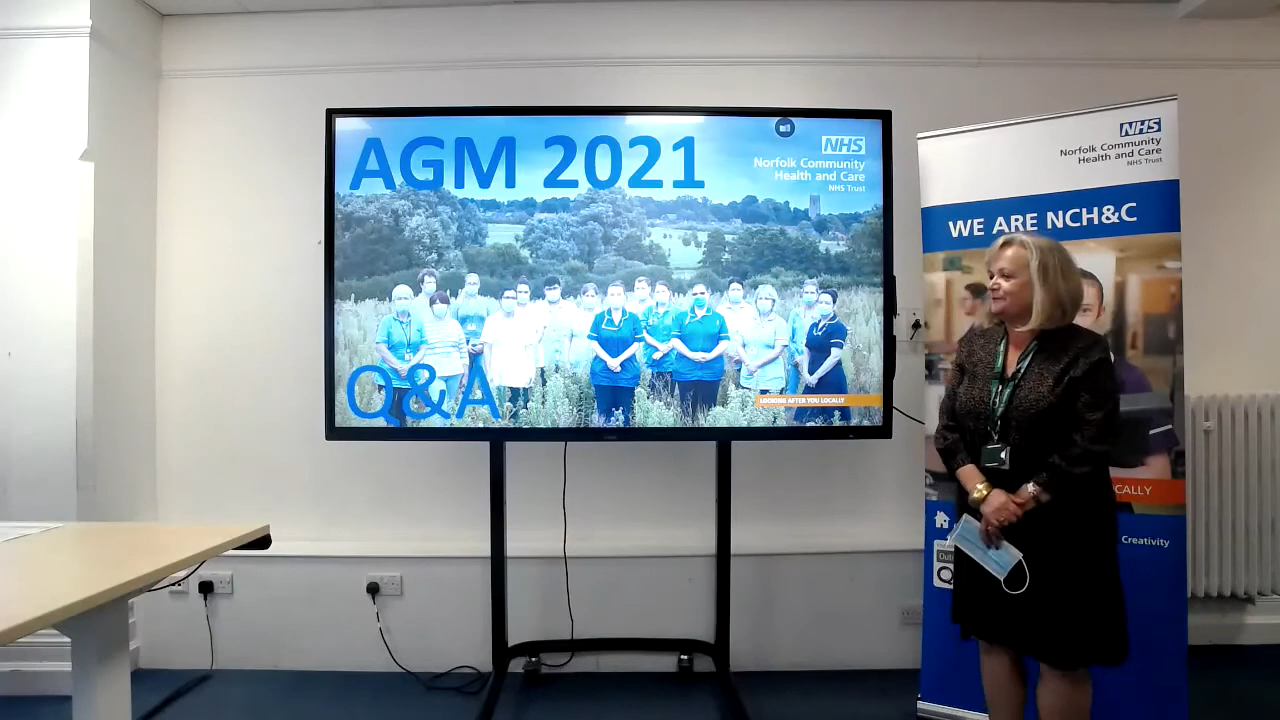 AGM 2021
NHS
Norfolk Community
Health and Care
NHS Trust
Q&A
LOOKING AFTER YOU LOCALLY
NHS
Norfolk Community
Health and Care
NHS Trust
WE ARE NCH&C
CALLY
Creativity